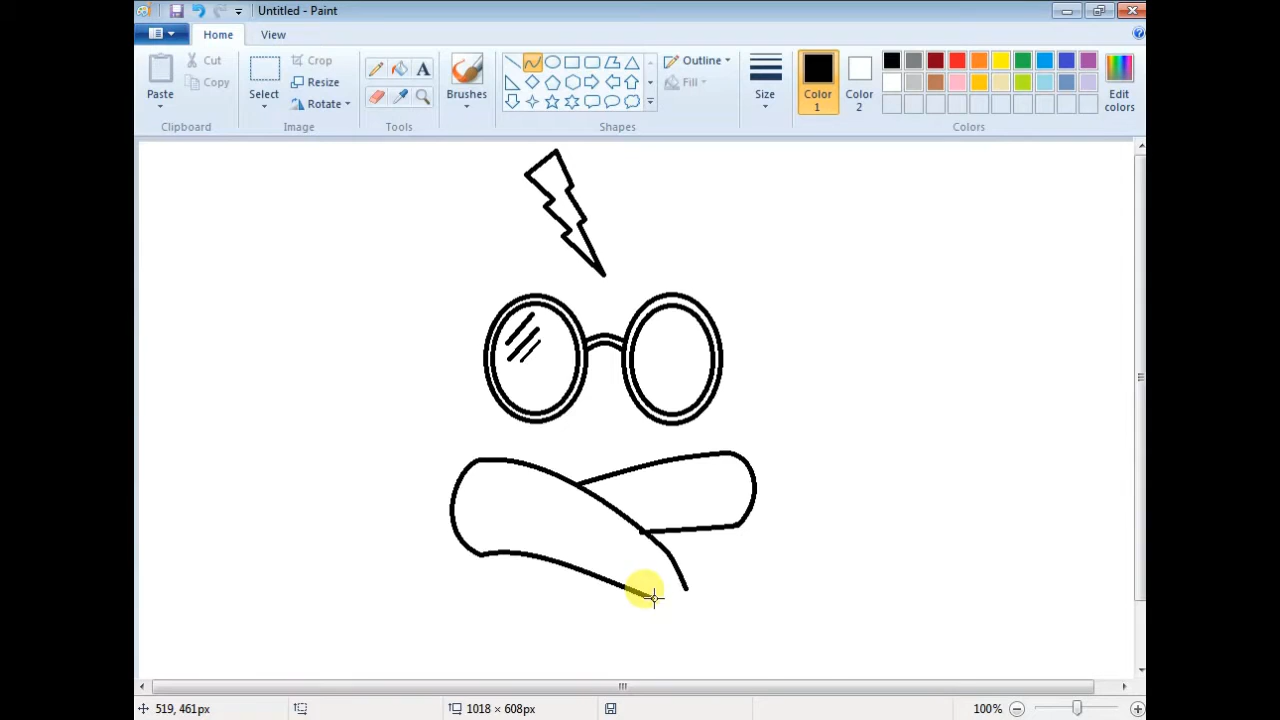 Untitled - Paint
Home View
Cut
Copy
Paste
Clipboard
Select
Crop
Resize
Rotate
Image
A
Tools
Brushes
Outline
Fill
Shapes
Size
Color 1
Color 2
Edit colors
Colors
519, 461px
1018 × 608px
100%